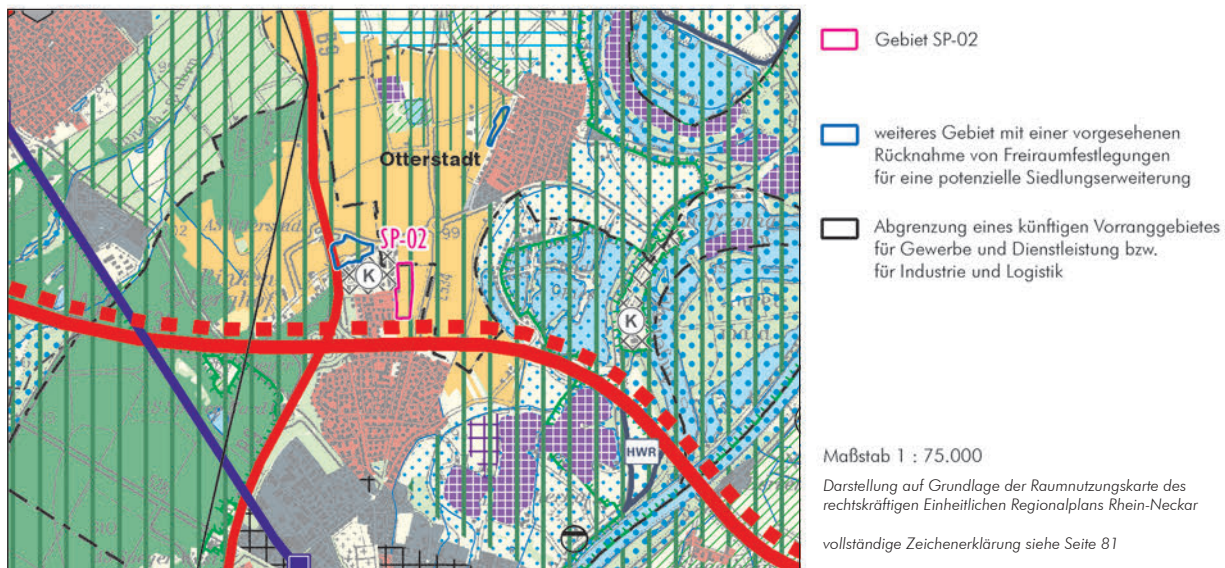 B9
Otterstadt
SP-02
K
K
HWR
Gebiet SP-02
weiteres Gebiet mit einer vorgesehenen
Rücknahme von Freiraumfestlegungen
für eine potenzielle Siedlungserweiterung
Abgrenzung eines künftigen Vorranggebietes
für Gewerbe und Dienstleistung bzw.
für Industrie und Logistik
Maßstab 1 : 75.000
Darstellung auf Grundlage der Raumnutzungskarte des
rechtskräftigen Einheitlichen Regionalplans Rhein-Neckar
vollständige Zeichenerklärung siehe Seite 81